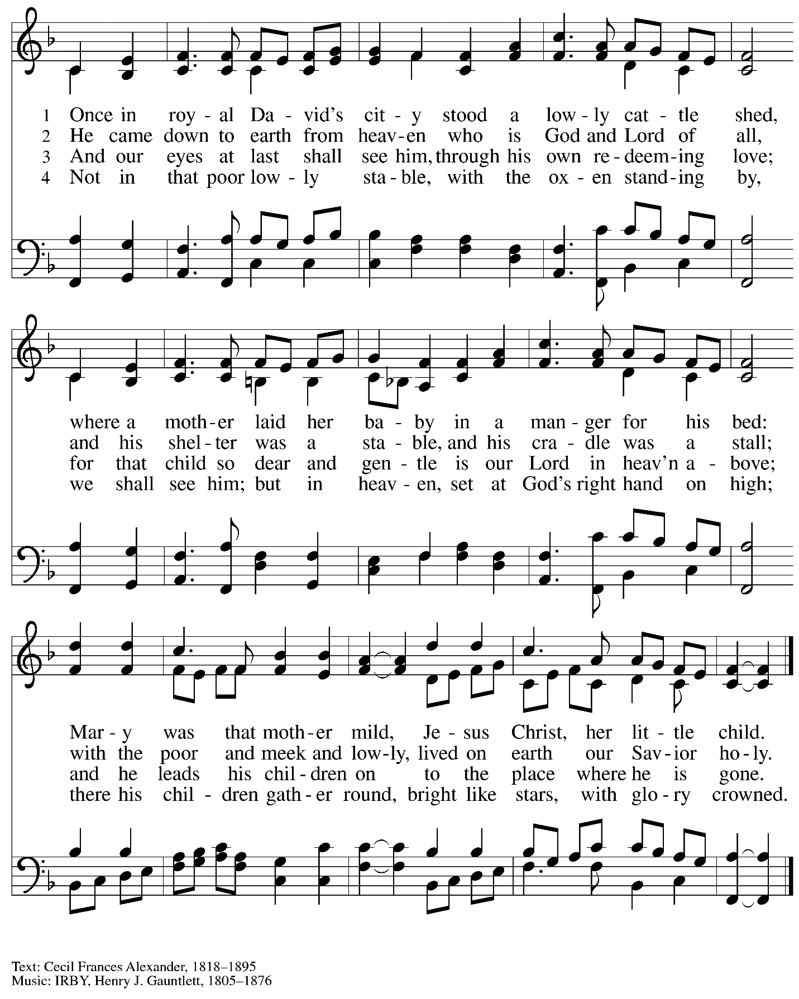 1 Once in roy - al Da - vid's cit - y stood a low - ly cat - tle shed,
2 He came down to earth from heav - en who is God and Lord of all,
3 And our eyes at last shall see him, through his own re - deem - ing love;
4 Not in that poor low - ly sta - ble, with the ox - en stand - ing by,
where a moth - er laid her ba - by in a man - ger for his bed:
and his shel - ter was a sta - ble, and his cra - dle was a stall;
for that child so dear and gen - tle is our Lord in heav'n a - bove;
we shall see him; but in heav - en, set at God's right hand on high;
Mar - y was that moth - er mild, Je - sus Christ, her lit - tle child.
with the poor and meek and low - ly, lived on earth our Sav - ior ho - ly.
and he leads his chil - dren on to the place where he is gone.
there his chil - dren gath - er round, bright like stars, with glo - ry crowned.
Text: Cecil Frances Alexander, 1818–1895
Music: IRBY, Henry J. Gauntlett, 1805–1876